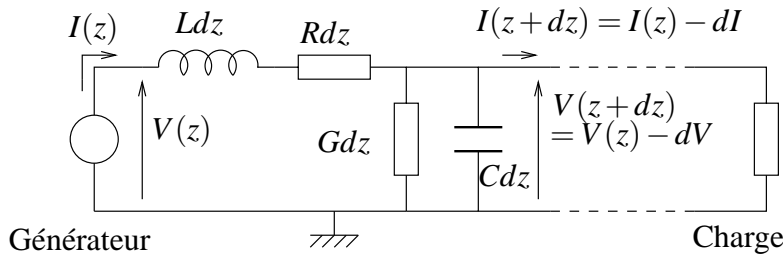 I(z)
Ldz
Rdz
I(z+dz) = I(z) − dI
V(z)
Gdz
Cdz
V(z+dz)
= V(z) − dV
Générateur
Charge